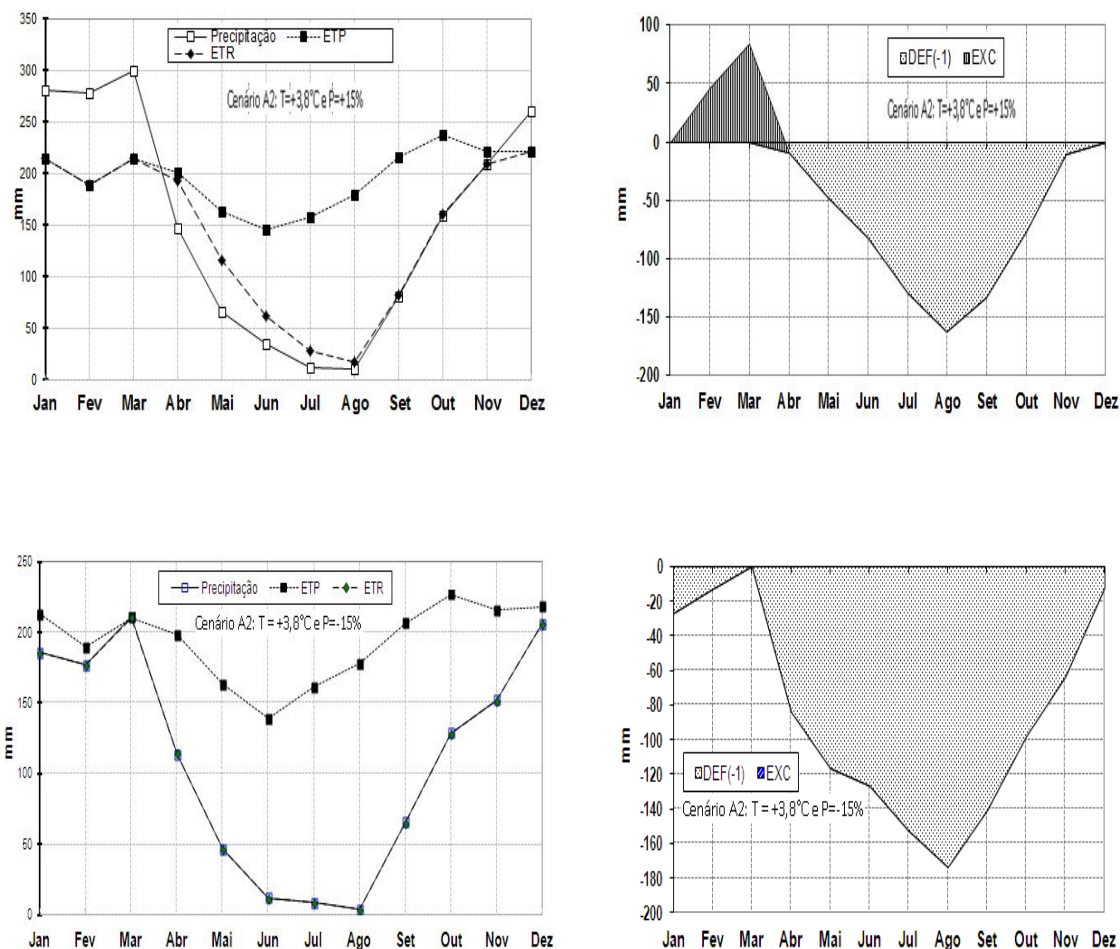 350
300
250
200
150
100
50
0
mm
Precipitação ETP
ETR
Cenário A2: T=+3,8°C e P=+15%
Jan Fev Mar Abr Mai Jun Jul Ago Set Out Nov Dez
100
50
0
-50
-100
-150
-200
mm
DEF(-1) EXC
Cenário A2: T=+3,8°C e P=+15%
Jan Fev Mar Abr Mai Jun Jul Ago Set Out Nov Dez
250
200
150
100
50
0
mm
Precipitação ETP ETR
Cenário A2: T = +3,8°C e P=-15%
Jan Fev Mar Abr Mai Jun Jul Ago Set Out Nov Dez
0
-20
-40
-60
-80
-100
-120
-140
-160
-180
-200
mm
DEF(-1) EXC
Cenário A2: T = +3,8°C e P=-15%
Jan Fev Mar Abr Mai Jun Jul Ago Set Out Nov Dez